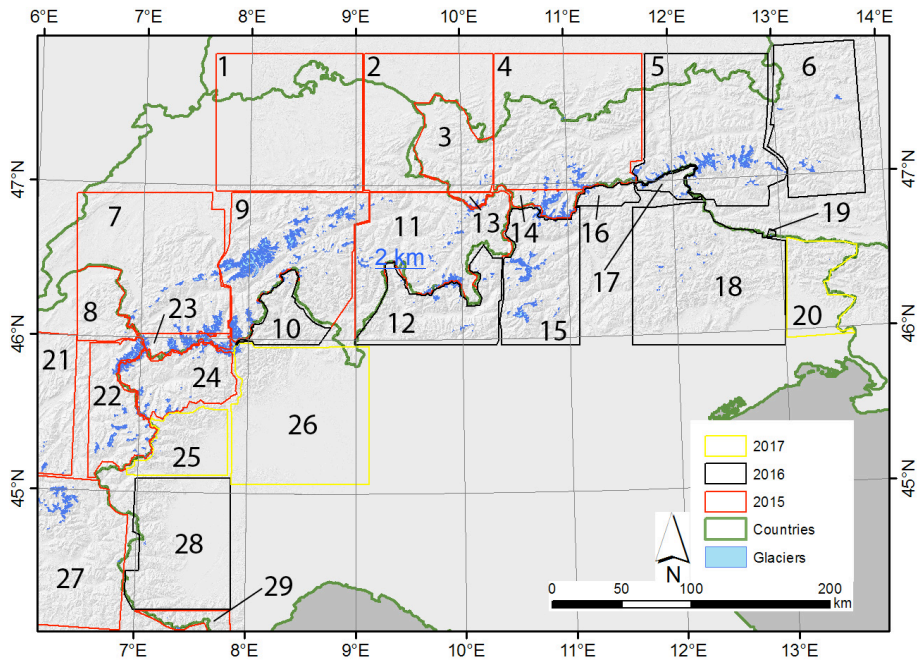 6°E 7°E 8°E 9°E 10°E 11°E 12°E 13°E 14°E
1 2 4 5 6
3
47°N 47°N
7 9 11 13 14 16 19
2 km
17 18
8 23 10 12 15 20
46°N 46°N
21 22 24
26
25
2017
45°N 45°N
2016
2015
28
Countries
Glaciers
27 29
N
0 50 100 200
km
7°E 8°E 9°E 10°E 11°E 12°E 13°E